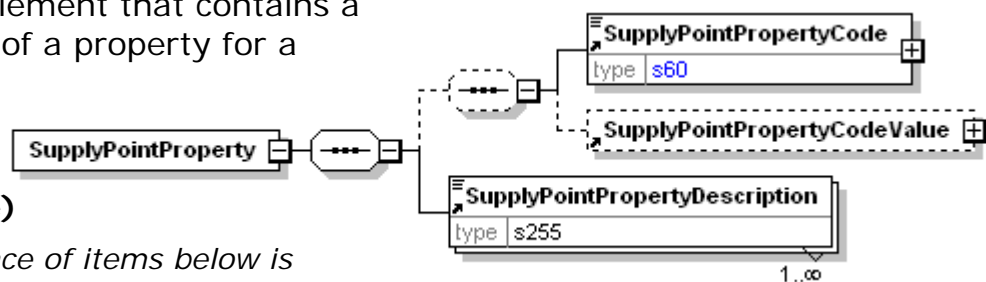 lement that contains a
of a property for a
)
ce of items below is
SupplyPointProperty
SupplyPointPropertyCode
type s60
SupplyPointPropertyCodeValue
SupplyPointPropertyDescription
type s255
1..∞